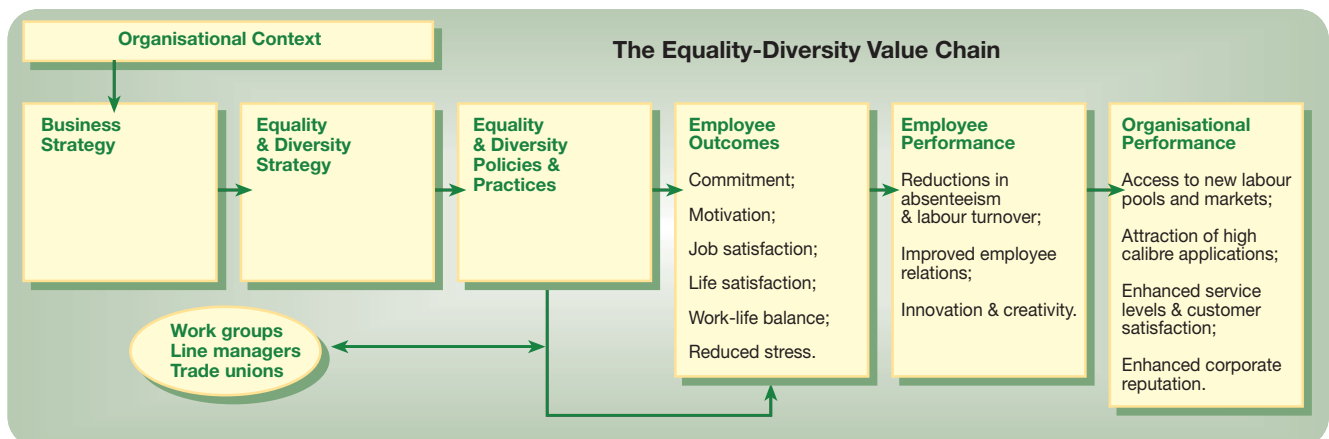 Organisational Context
The Equality-Diversity Value Chain
Business
Strategy
Equality
& Diversity
Strategy
Equality
& Diversity
Policies &
Practices
Employee
Outcomes
Commitment;
Motivation;
Job satisfaction;
Life satisfaction;
Work-life balance;
Reduced stress.
Employee
Performance
Reductions in
absenteeism
& labour turnover;
Improved employee
relations;
Innovation & creativity.
Organisational
Performance
Access to new labour
pools and markets;
Attraction of high
calibre applications;
Enhanced service
levels & customer
satisfaction;
Enhanced corporate
reputation.
Work groups
Line managers
Trade unions